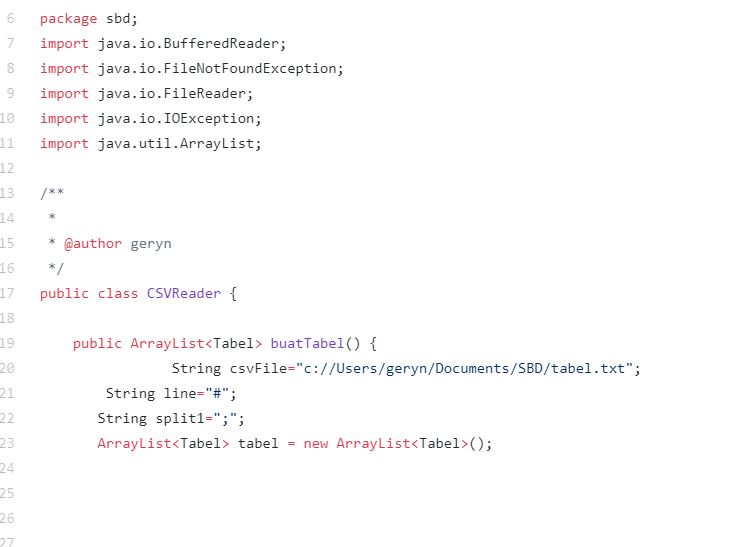 6 package sbd;
7 import java.io.BufferedReader;
8 import java.io.FileNotFoundException;
9 import java.io.FileReader;
10 import java.io.IOException;
11 import java.util.ArrayList;
12
13 /**
14 *
15 * @author geryn
16 */
17 public class CSVReader {
18
19 public ArrayList<Tabel> buatTabel() {
20 String csvFile="c://Users/geryn/Documents/SBD/tabel.txt";
21 String line="#";
22 String split1=";";
23 ArrayList<Tabel> tabel = new ArrayList<Tabel>();
24
25
26
27